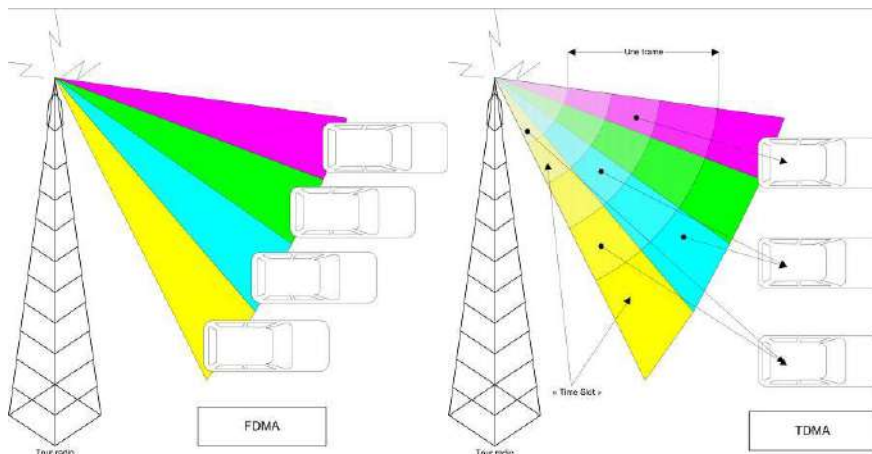 Une trame
« Time Slot »
FDMA
TDMA
Tour radio
Tour radio